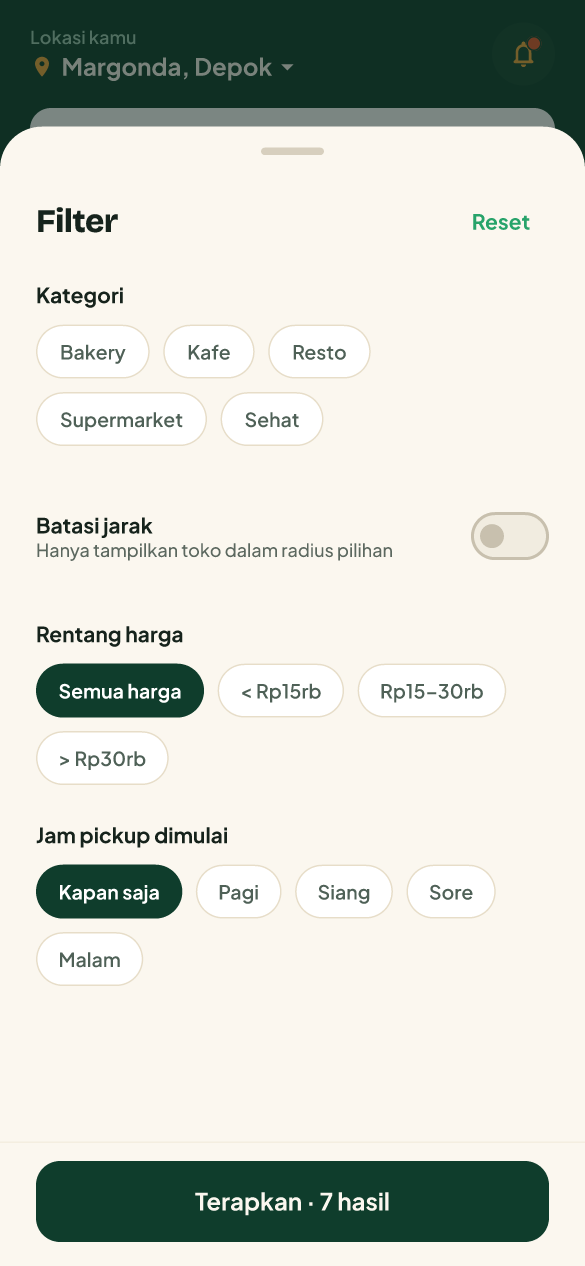 Lokasi kamu
Margonda, Depok
Filter
Reset
Kategori
Bakery
Kafe
Resto
Supermarket
Sehat
Batasi jarak
Hanya tampilkan toko dalam radius pilihan
Rentang harga
Semua harga
< Rp15rb
Rp15–30rb
> Rp30rb
Jam pickup dimulai
Kapan saja
Pagi
Siang
Sore
Malam
Terapkan · 7 hasil